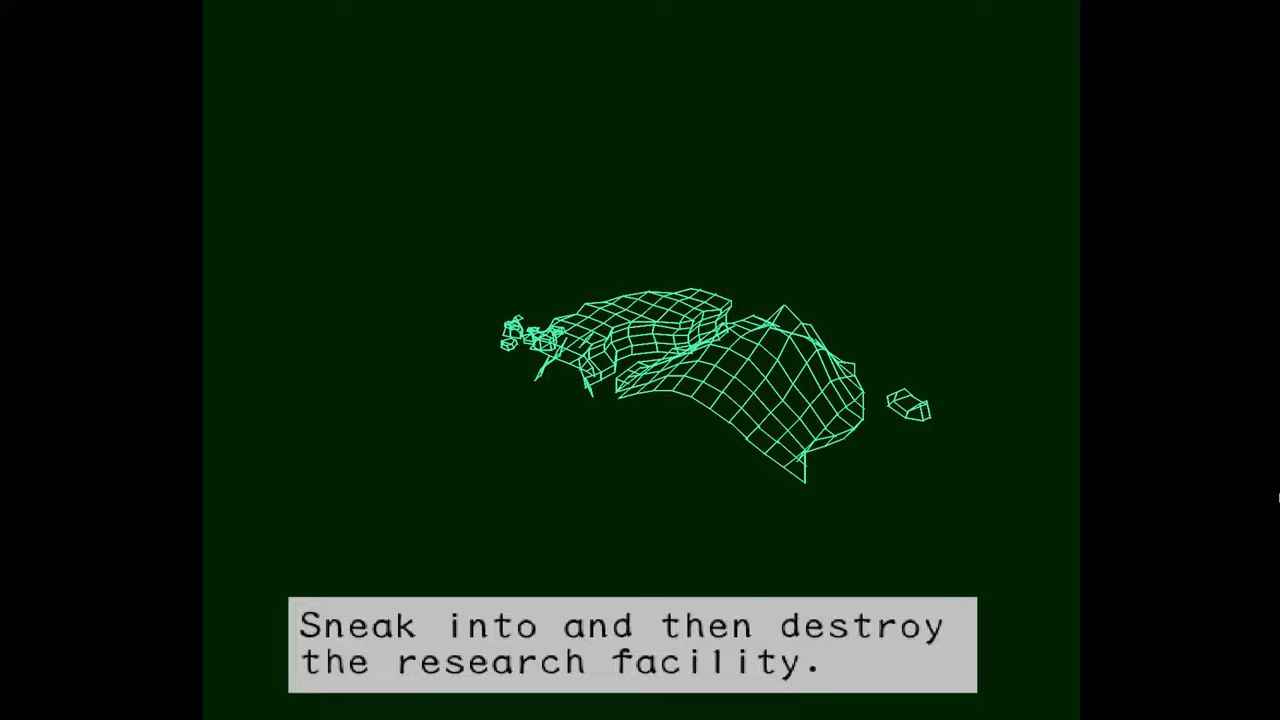 Sneak into and then destroy
the research facility.